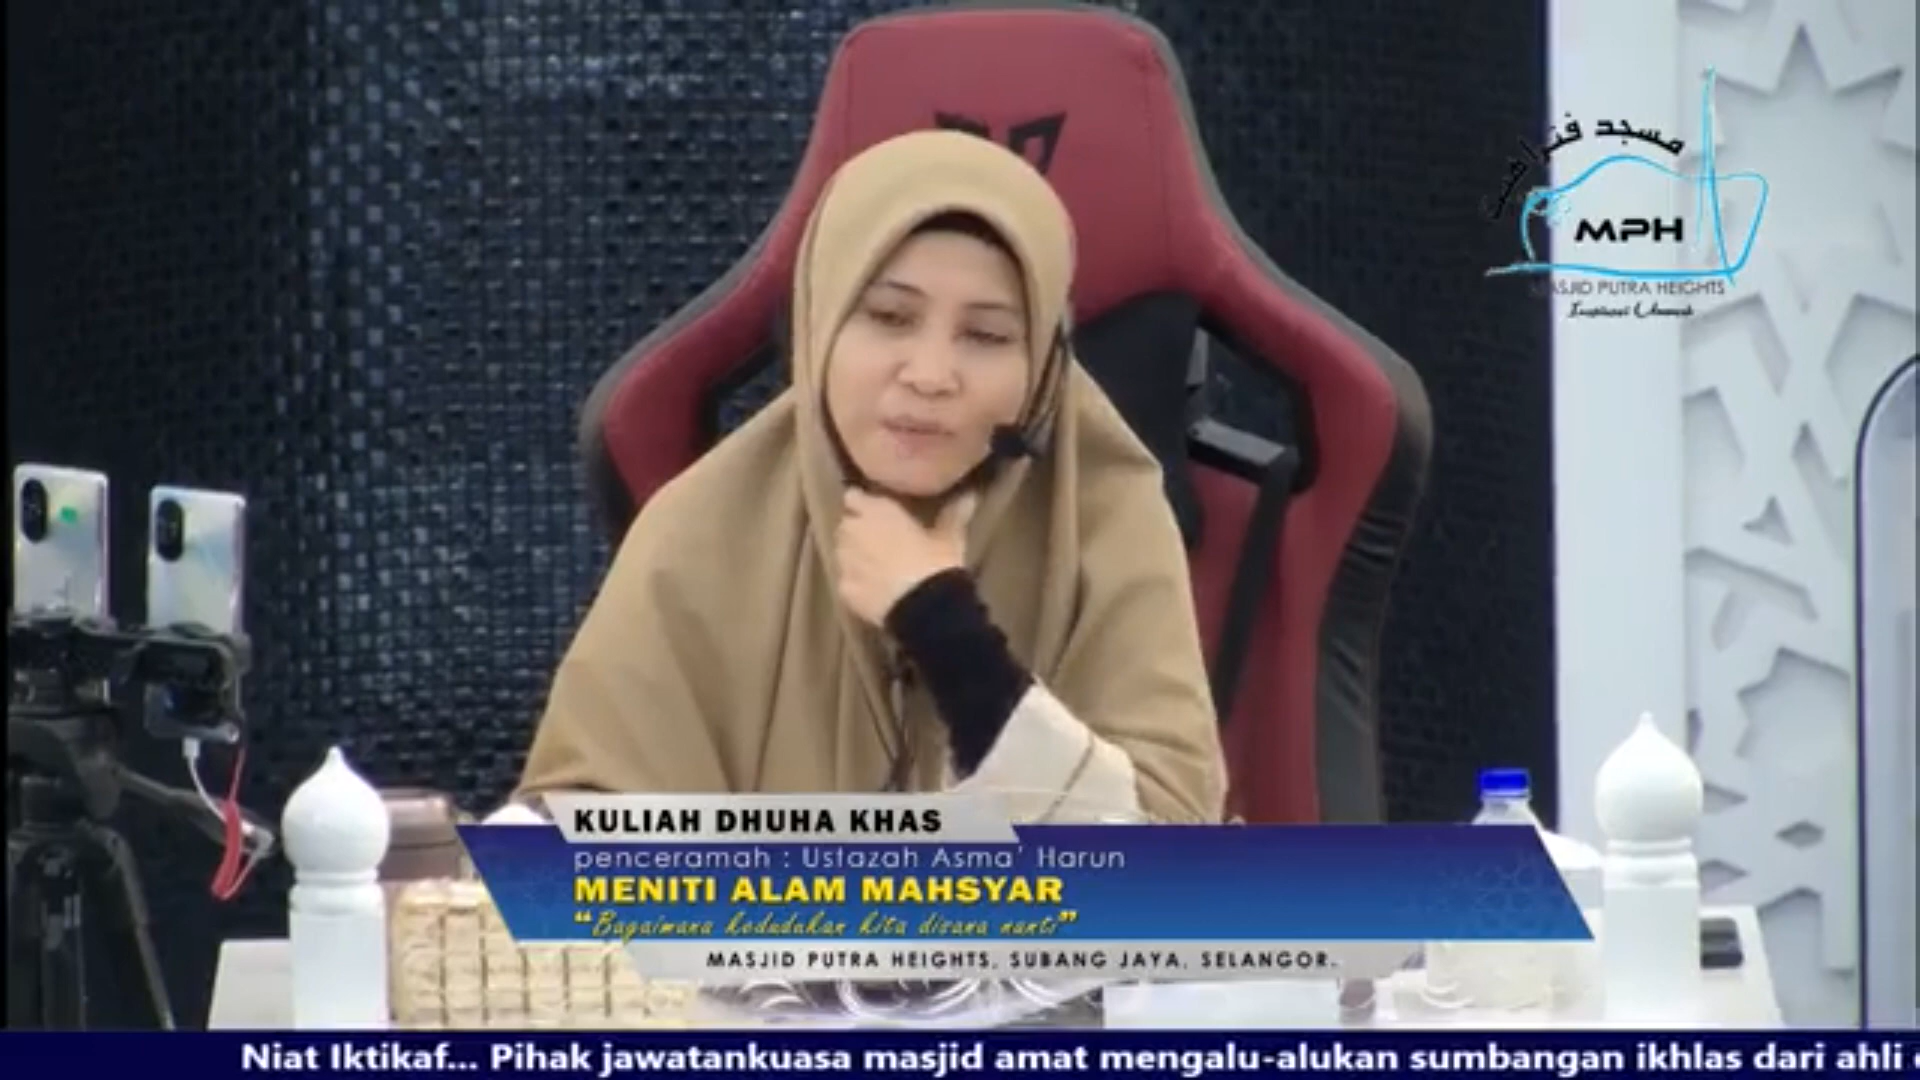 مسجد فوترا هايتس
MPH
MASJID PUTRA HEIGHTS
KULIAH DHUHA KHAS
penceramah : Ustazah Asma' Harun
MENITI ALAM MAHSYAR
“Bagaimana kedudukan kita disana nanti”
MASJID PUTRA HEIGHTS, SUBANG JAYA, SELANGOR.
Niat Iktikaf... Pihak jawatankuasa masjid amat mengalu-alukan sumbangan ikhlas dari ahli